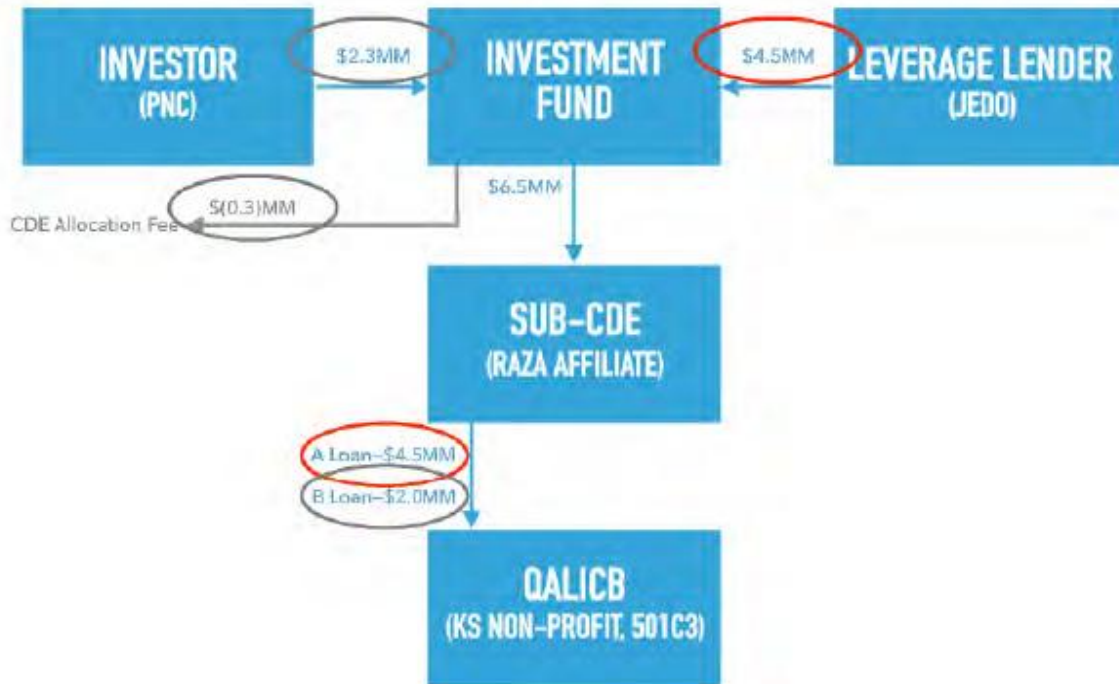 INVESTOR
(PNC)
$2.3MM
INVESTMENT
FUND
$4.5MM
LEVERAGE LENDER
(JEDO)
$(0.3)MM
CDE Allocation Fee
$6.5MM
SUB-CDE
(RAZA AFFILIATE)
A Loan–$4.5MM
B Loan–$2.0MM
QALICB
(KS NON-PROFIT, 501C3)